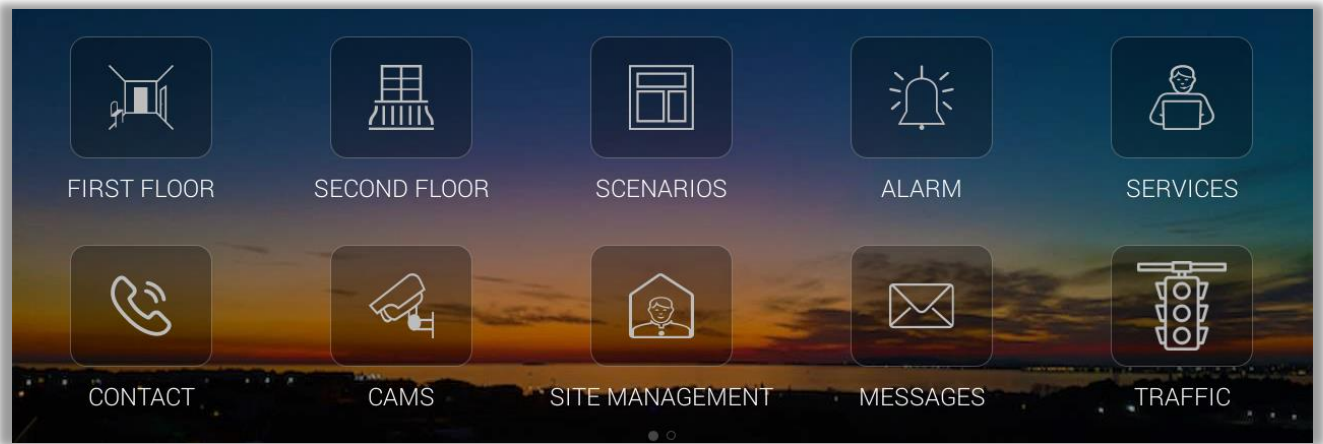 FIRST FLOOR
SECOND FLOOR
SCENARIOS
ALARM
SERVICES
CONTACT
CAMS
SITE MANAGEMENT
MESSAGES
TRAFFIC